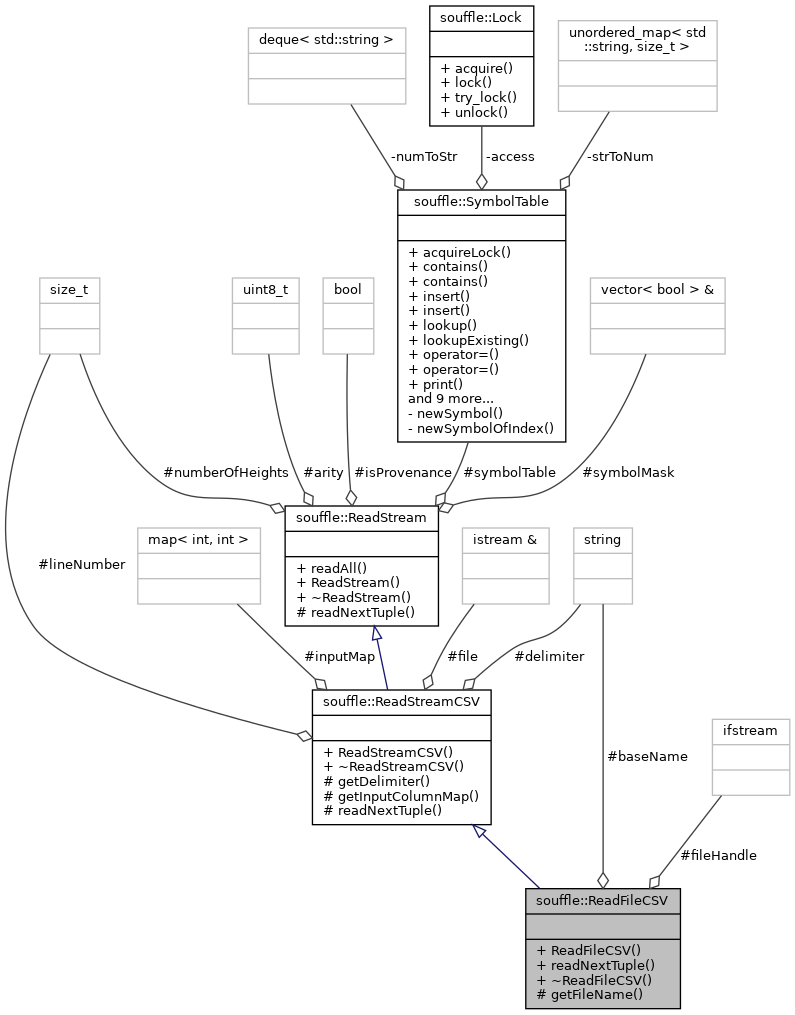 souffle::Lock
+ acquire()
+ lock()
+ try_lock()
+ unlock()
deque< std::string >
unordered_map< std
::string, size_t >
-numToStr
-access
-strToNum
souffle::SymbolTable
+ acquireLock()
+ contains()
+ contains()
+ insert()
+ insert()
+ lookup()
+ lookupExisting()
+ operator=()
+ operator=()
+ print()
and 9 more...
- newSymbol()
- newSymbolOfIndex()
size_t
uint8_t
bool
vector< bool > &
#numberOfHeights
#arity
#isProvenance
#symbolTable
#symbolMask
souffle::ReadStream
+ readAll()
+ ReadStream()
+ ~ReadStream()
# readNextTuple()
map< int, int >
istream &
string
#lineNumber
#inputMap
#file
#delimiter
souffle::ReadStreamCSV
+ ReadStreamCSV()
+ ~ReadStreamCSV()
# getDelimiter()
# getInputColumnMap()
# readNextTuple()
ifstream
#baseName
#fileHandle
souffle::ReadFileCSV
+ ReadFileCSV()
+ readNextTuple()
+ ~ReadFileCSV()
# getFileName()